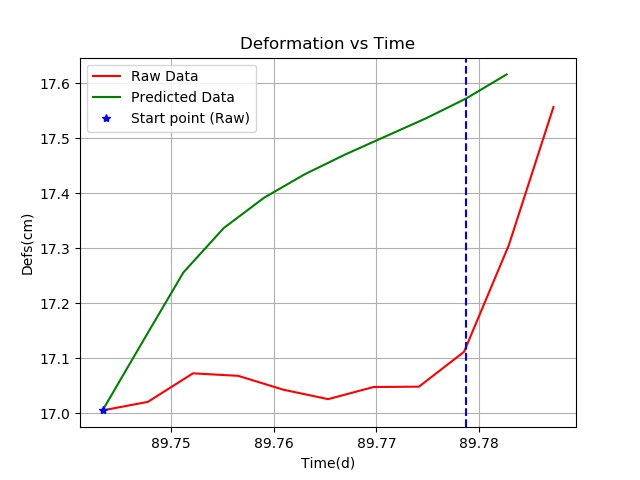 Deformation vs Time
Raw Data
Predicted Data
Start point (Raw)
17.6
17.5
17.4
17.3
17.2
17.1
17.0
Defs(cm)
89.75 89.76 89.77 89.78
Time(d)